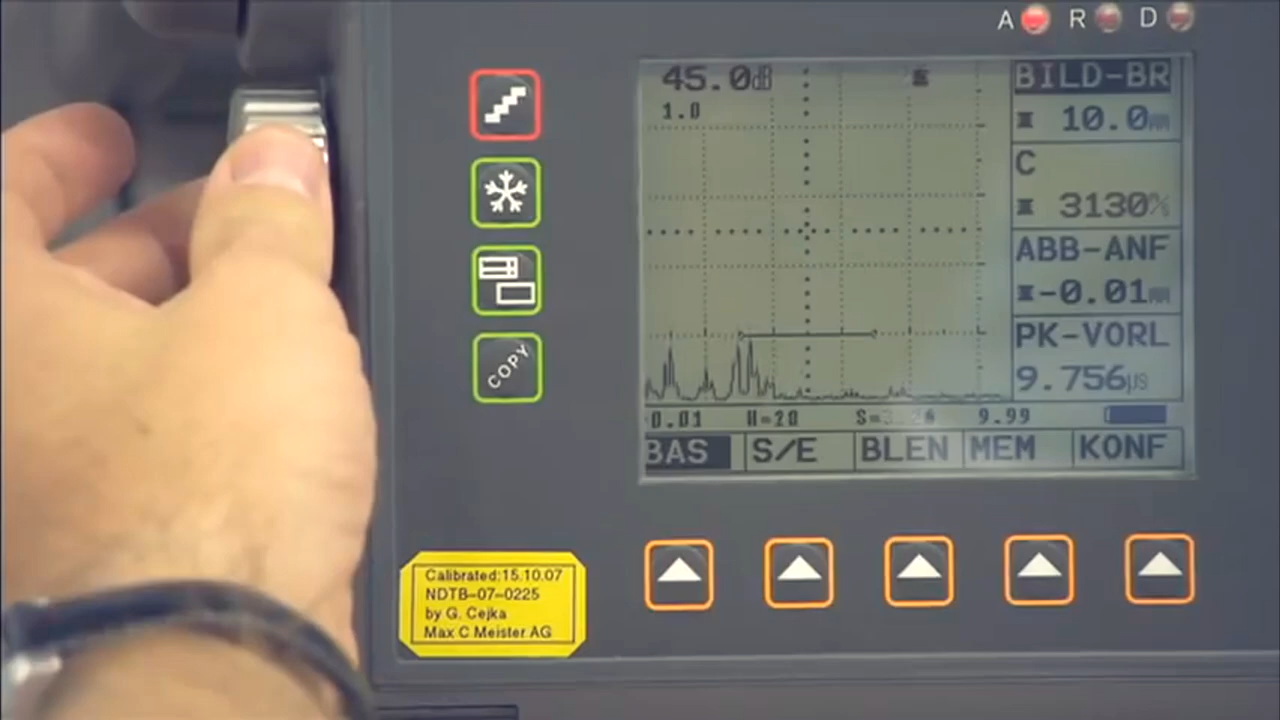 A R D
45.0dB
1.0
BILD-BR
10.0mm
C
3130%
ABB-ANF
-0.01mm
PK-VORL
9.756µs
0.01 H=20 9.99
BAS S/E BLEN MEM KONF
COPY
Calibrated:15.10.07
NDTB-07-0225
by G. Cejka
Max C Meister AG